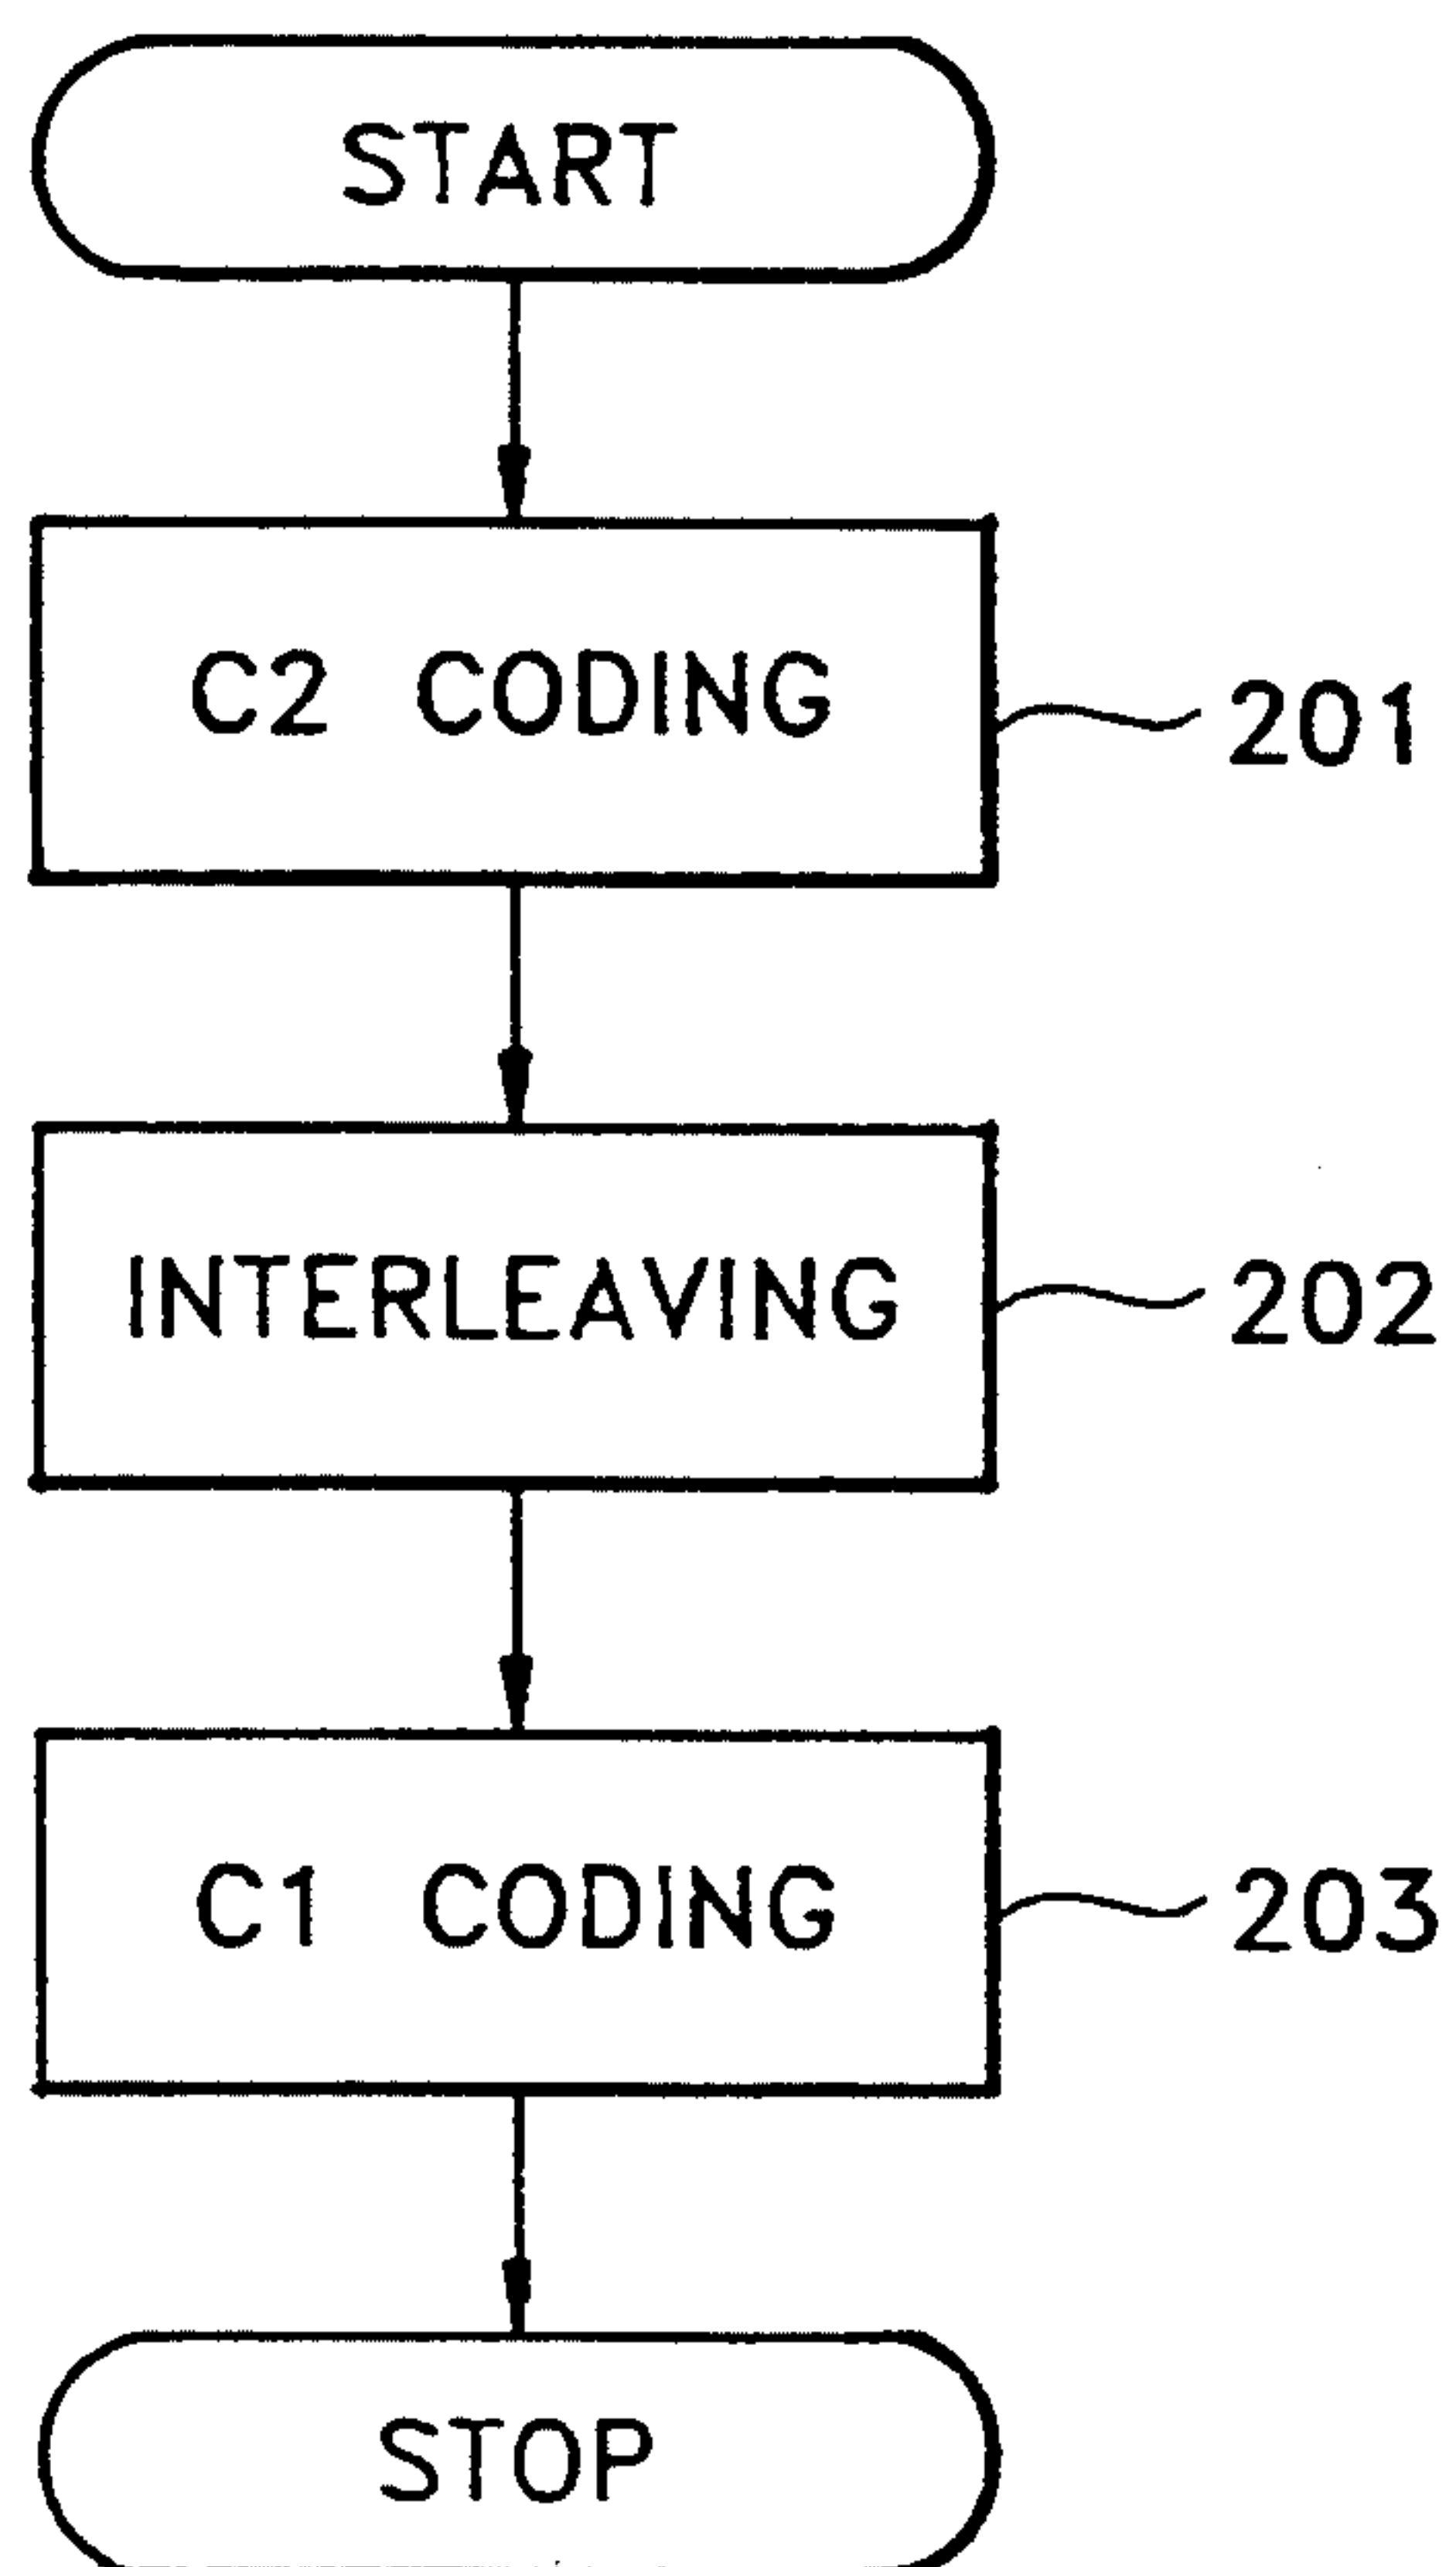 START
C2 CODING
201
INTERLEAVING
202
C1 CODING
203
STOP